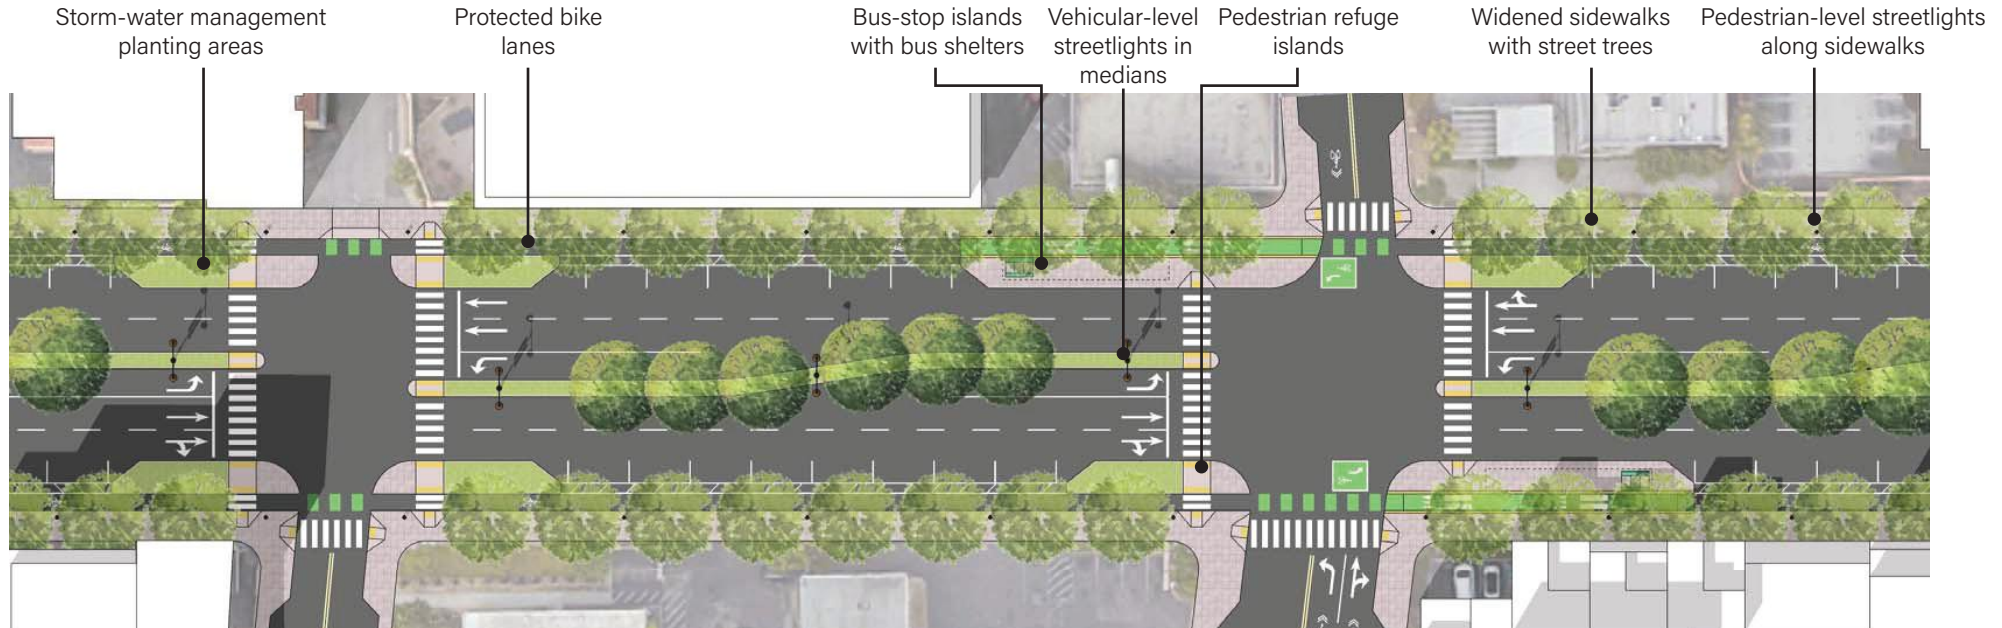 Storm-water management
planting areas
Protected bike
lanes
Bus-stop islands
with bus shelters
Vehicular-level
streetlights in
medians
Pedestrian refuge
islands
Widened sidewalks
with street trees
Pedestrian-level streetlights
along sidewalks